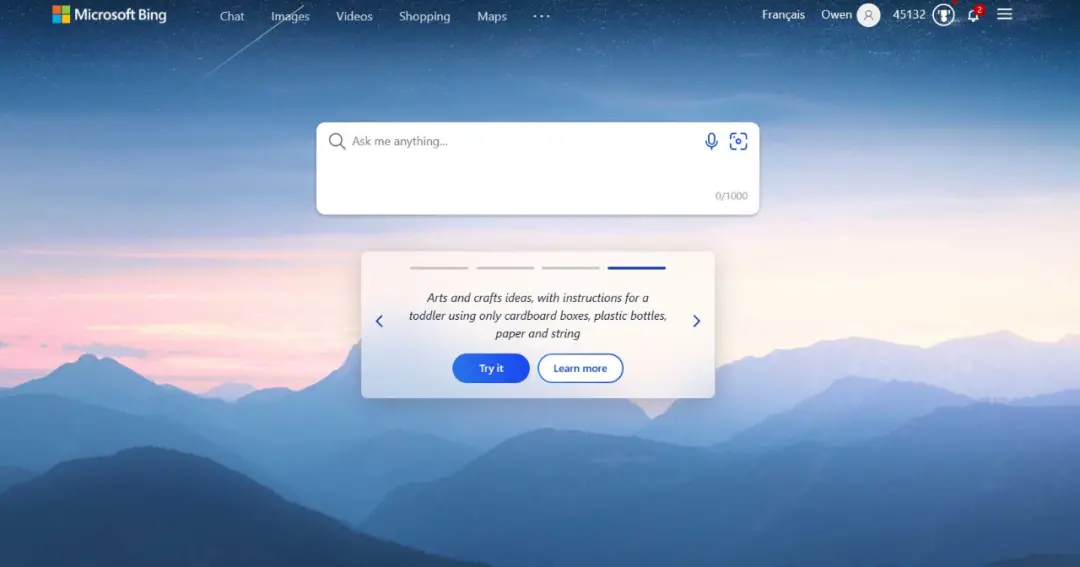 Microsoft Bing
Chat
Images
Videos
Shopping
Maps
Français
Owen
45132
2
Ask me anything...
0/1000
Arts and crafts ideas, with instructions for a
toddler using only cardboard boxes, plastic bottles,
paper and string
Try it
Learn more